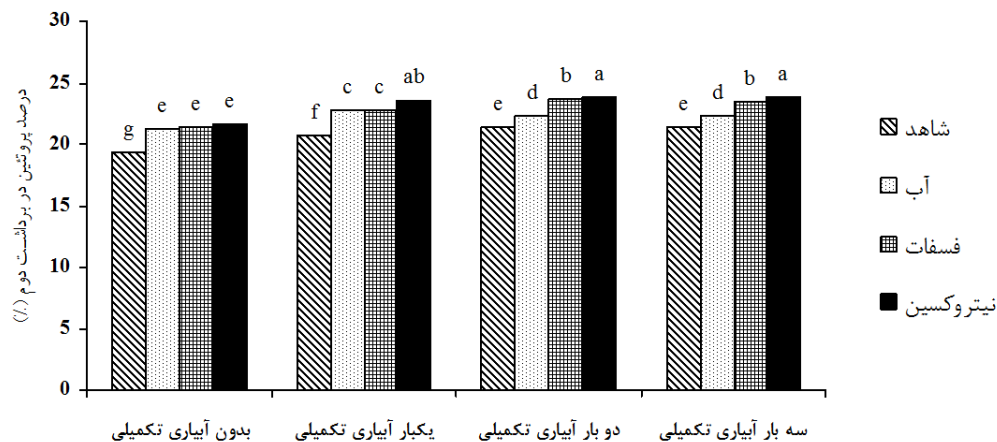 درصد پروتئین در برداشت دوم (٪)
30
25
20
15
10
5
0
g e e e
f c c ab
e d b a
e d b a
بدون آبیاری تکمیلی
یکبار آبیاری تکمیلی
دو بار آبیاری تکمیلی
سه بار آبیاری تکمیلی
شاهد
آب
فسفات
نیتروکسین